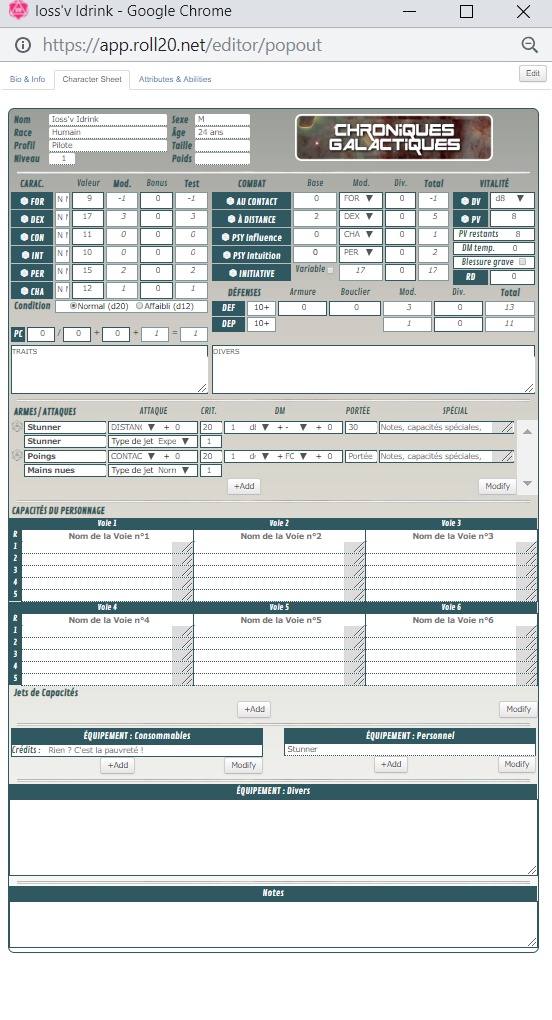 Ioss'v Idrink - Google Chrome
https://app.roll20.net/editor/popout
Bio & Info Character Sheet Attributes & Abilities Edit
Nom Ioss'v Idrink Sexe M
Race Humain Âge 24 ans
Profil Pilote Taille
Niveau 1 Poids
CHRONIQUES
GALACTIQUES
CARAC. Valeur Mod. Bonus Test COMBAT Base Mod. Div. Total VITALITÉ
FOR N 9 -1 0 -1 AU CONTACT 0 FOR 0 -1 DV d8
DEX N 17 3 0 3 À DISTANCE 2 DEX 0 5 PV 8
CON N 11 0 0 0 PSY Influence 0 CHA 0 1 PV restants 8
INT N 10 0 0 0 PSY Intuition 0 PER 0 2 DM temp. 0
PER N 15 2 0 2 INITIATIVE Variable 17 0 17 Blessure grave
CHA N 12 1 0 1 RD 0
Condition Normal (d20) Affaibli (d12)
DÉFENSES Armure Bouclier Mod. Div. Total
DEF 10+ 0 0 3 0 13
DEP 10+ 1 0 11
PC 0 / 0 + 0 + 1 = 1
TRAITS DIVERS
ARMES / ATTAQUES ATTAQUE CRIT. DM PORTÉE SPÉCIAL
Stunner DISTANC + 0 20 1 + - + 0 30 Notes, capacités spéciales,
Stunner Type de jet Expe 1
Poings CONTAC + 0 20 1 + FC + 0 Portée Notes, capacités spéciales,
Mains nues Type de jet Norn 1
+Add Modify
CAPACITÉS DU PERSONNAGE
Voie 1 Voie 2 Voie 3
R Nom de la Voie n°1 Nom de la Voie n°2 Nom de la Voie n°3
1
2
3
4
5
Voie 4 Voie 5 Voie 6
R Nom de la Voie n°4 Nom de la Voie n°5 Nom de la Voie n°6
1
2
3
4
5
Jets de Capacités
+Add Modify
ÉQUIPEMENT : Consommables ÉQUIPEMENT : Personnel
Crédits : Rien ? C'est la pauvreté ! Stunner
+Add Modify +Add Modify
ÉQUIPEMENT : Divers
Notes